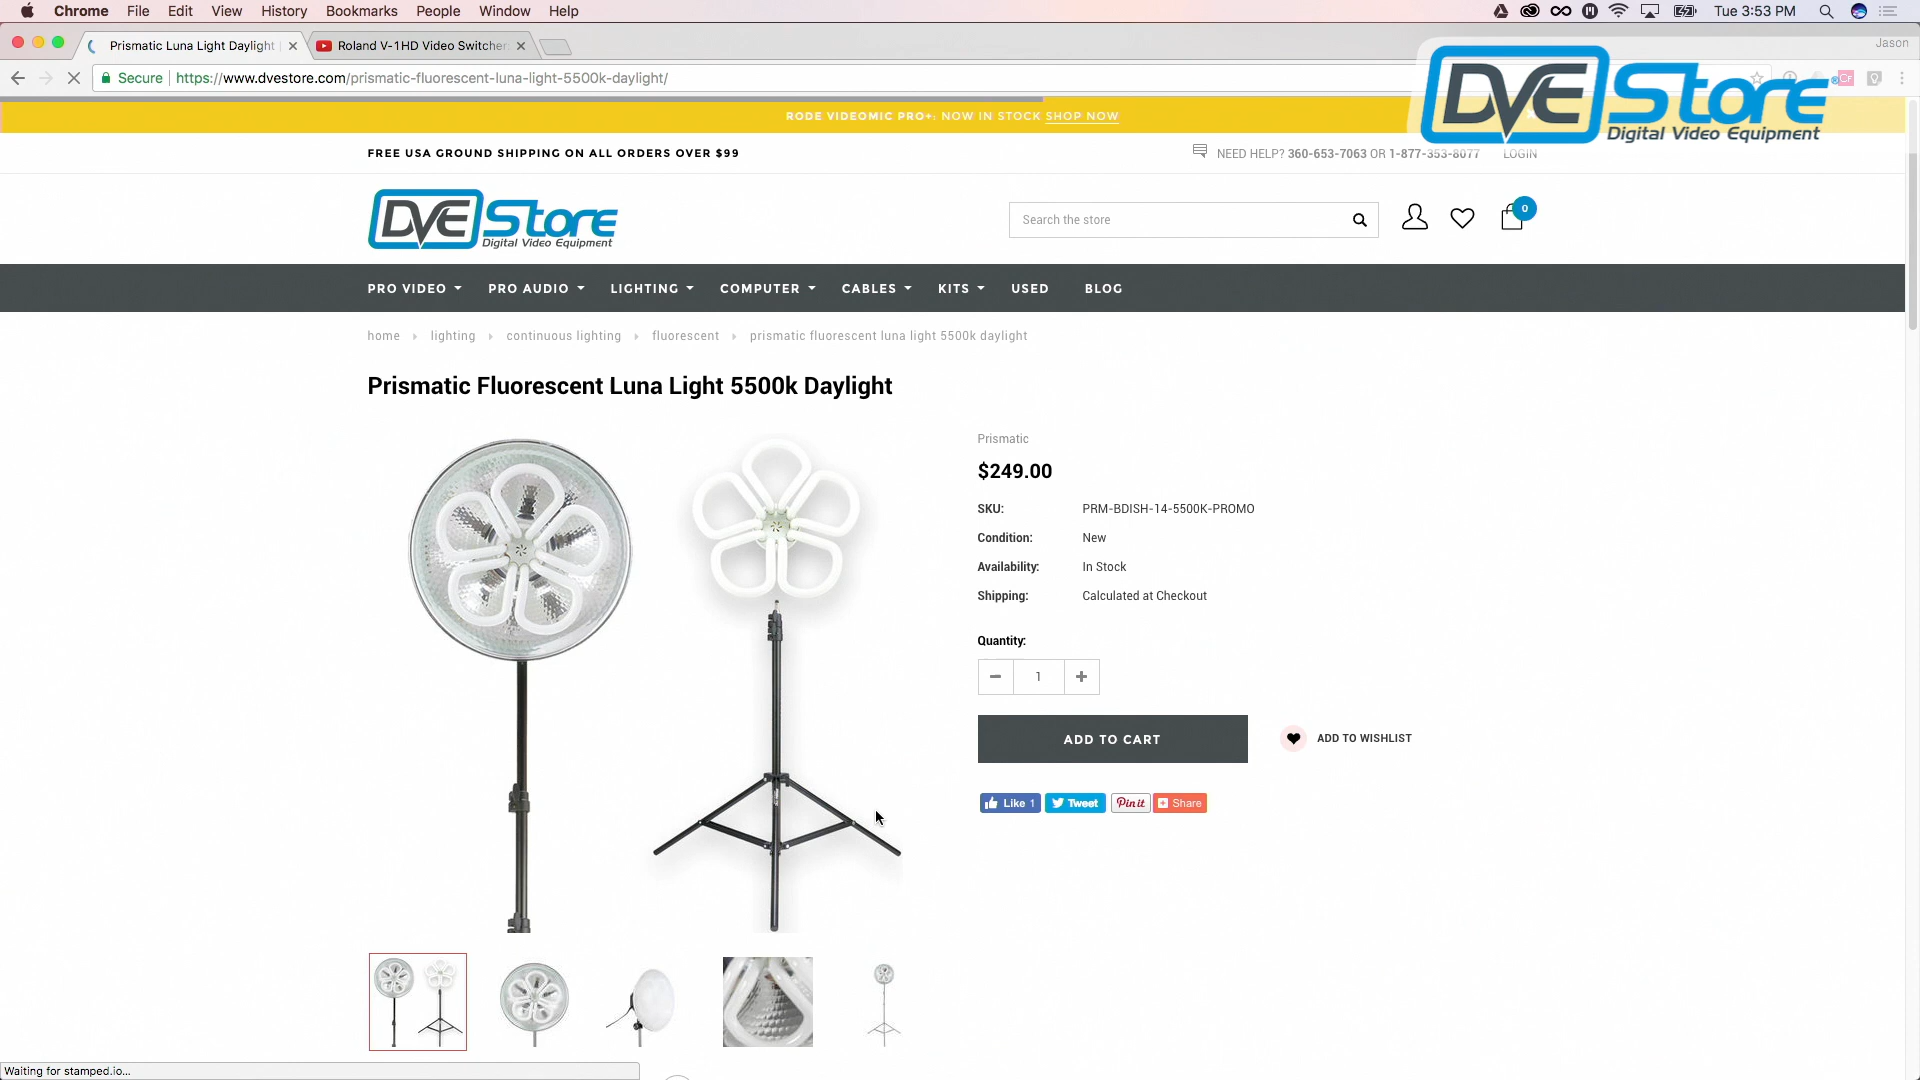 Chrome File Edit View History Bookmarks People Window Help
Tue 3:53 PM
Prismatic Luna Light Daylight
Roland V-1HD Video Switcher
Jason
Secure https://www.dvestore.com/prismatic-fluorescent-luna-light-5500k-daylight/
DVEStore
Digital Video Equipment
RODE VIDEOMIC PRO+: NOW IN STOCK SHOP NOW
FREE USA GROUND SHIPPING ON ALL ORDERS OVER $99
NEED HELP? 360-653-7063 OR 1-877-353-8077 LOGIN
DVEStore
Digital Video Equipment
Search the store
0
PRO VIDEO PRO AUDIO LIGHTING COMPUTER CABLES KITS USED BLOG
home lighting continuous lighting fluorescent prismatic fluorescent luna light 5500k daylight
Prismatic Fluorescent Luna Light 5500k Daylight
Prismatic
$249.00
SKU: PRM-BDISH-14-5500K-PROMO
Condition: New
Availability: In Stock
Shipping: Calculated at Checkout
Quantity:
1
ADD TO CART
ADD TO WISHLIST
Like 1 Tweet Pin it Share
Waiting for stamped.io...